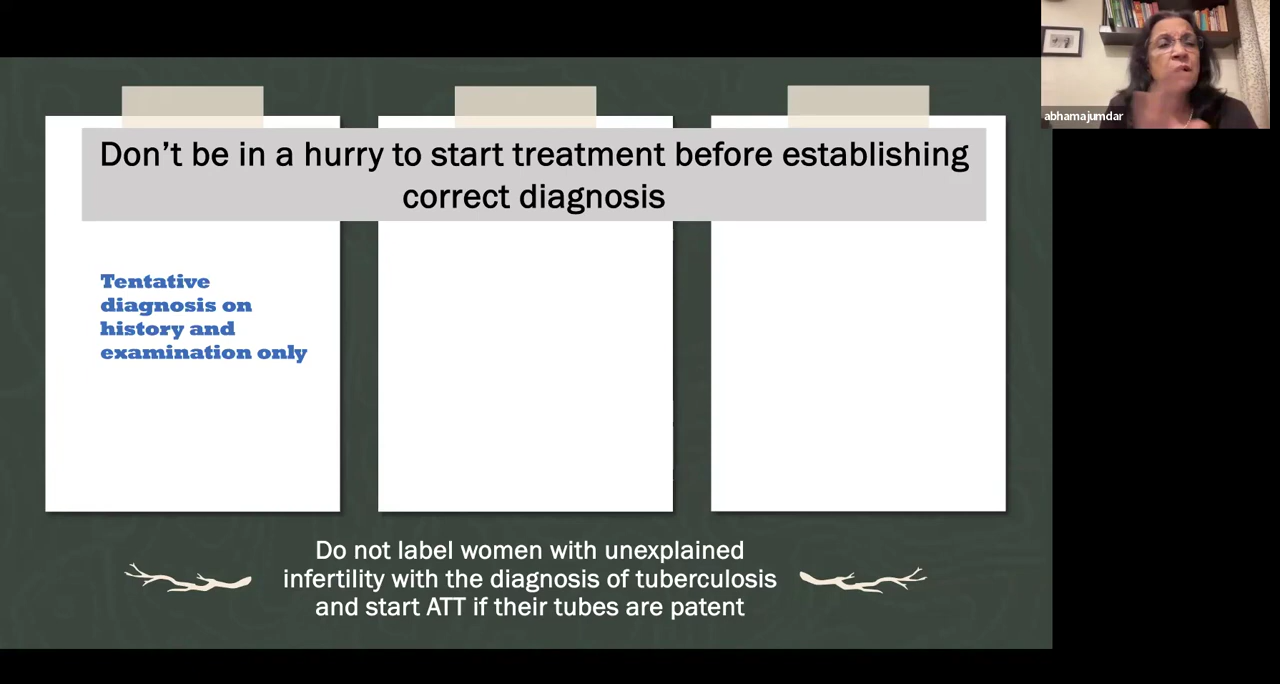 abhamajumdar
Don’t be in a hurry to start treatment before establishing
correct diagnosis
Tentative
diagnosis on
history and
examination only
Do not label women with unexplained
infertility with the diagnosis of tuberculosis
and start ATT if their tubes are patent